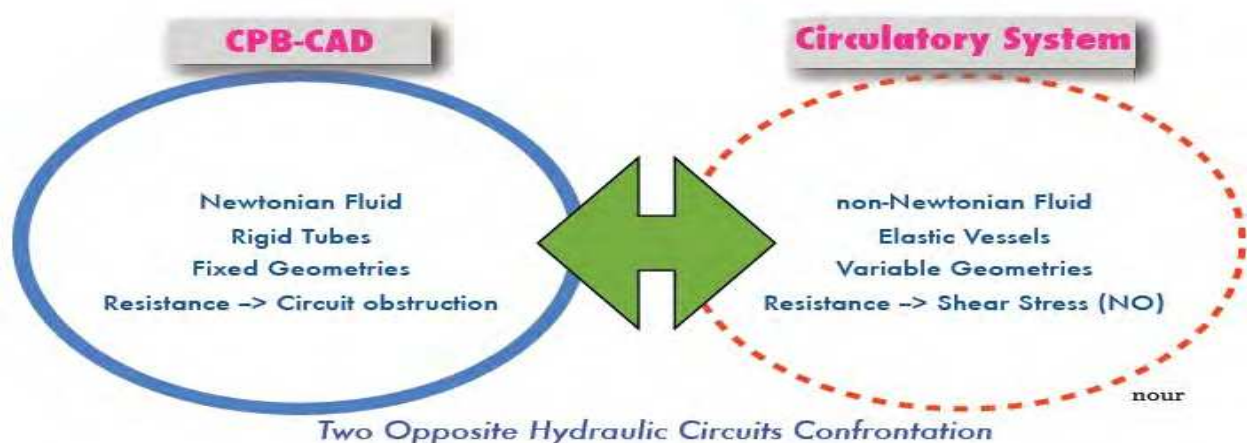 CPB-CAD
Newtonian Fluid
Rigid Tubes
Fixed Geometries
Resistance –> Circuit obstruction
Circulatory System
non-Newtonian Fluid
Elastic Vessels
Variable Geometries
Resistance –> Shear Stress (NO)
nour
Two Opposite Hydraulic Circuits Confrontation